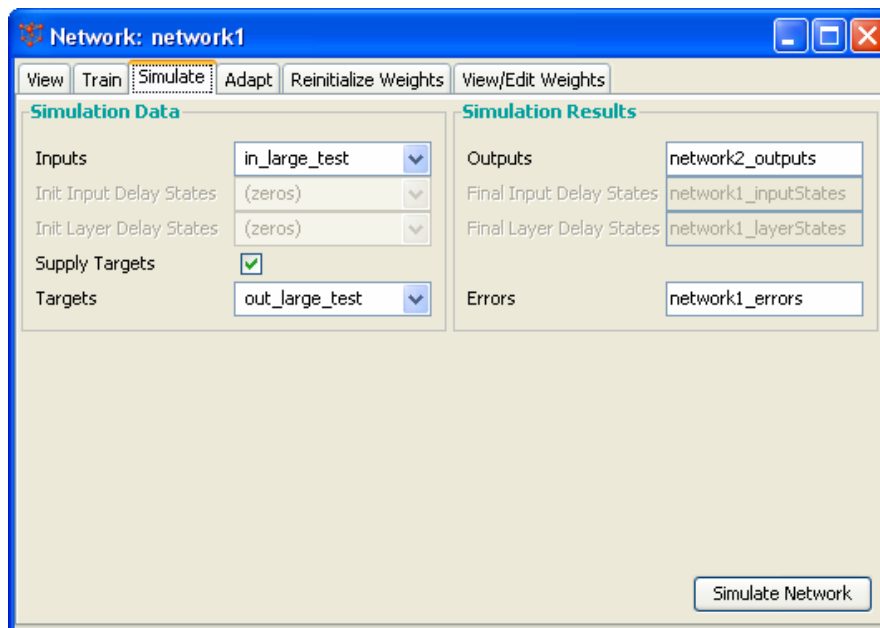 Network: network1
View Train Simulate Adapt Reinitialize Weights View/Edit Weights
Simulation Data Simulation Results
Inputs in_large_test Outputs network2_outputs
Init Input Delay States (zeros) Final Input Delay States network1_inputStates
Init Layer Delay States (zeros) Final Layer Delay States network1_layerStates
Supply Targets
Targets out_large_test Errors network1_errors
Simulate Network